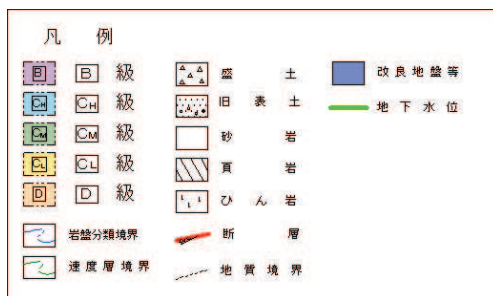 凡 例
B B 級
CH CH 級
CM CM 級
CL CL 級
D D 級
岩盤分類境界
速度層境界
盛土
旧表土
砂岩
頁岩
ひん岩
断層
地質境界
改良地盤等
地下水位